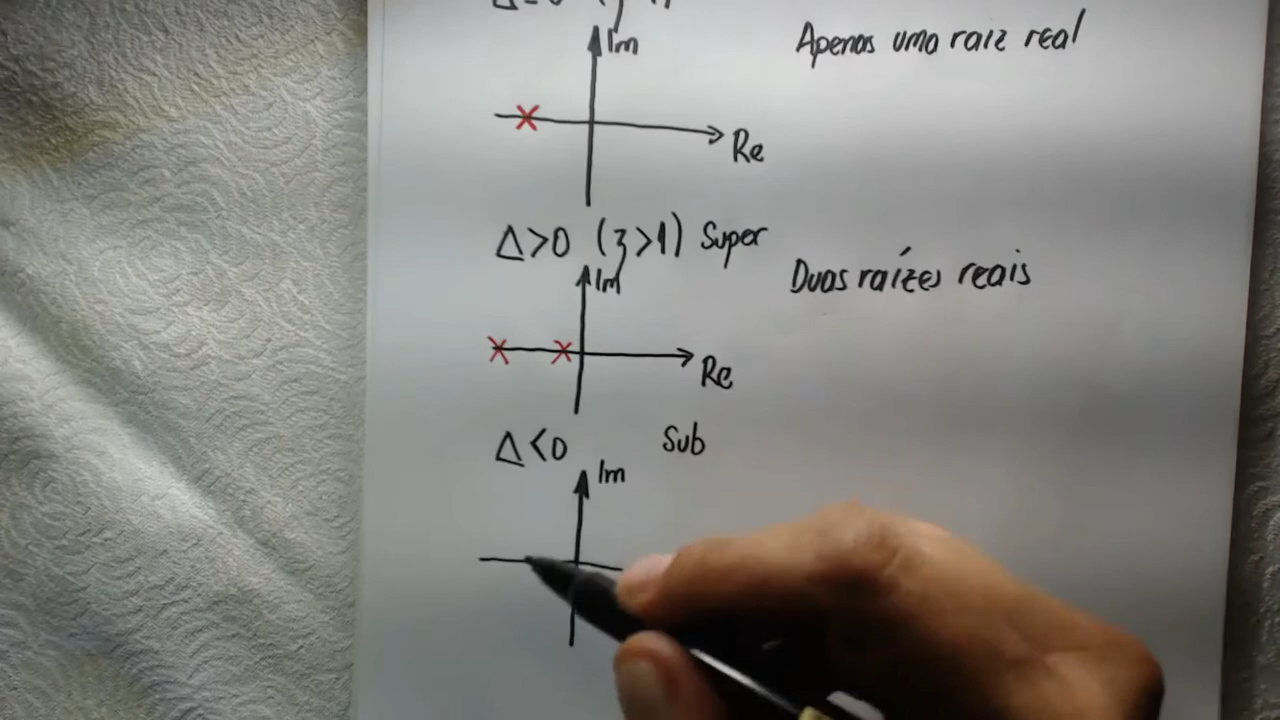 Im
Apenas uma raiz real
Re
Δ>0 (ʒ>1) Super
Im
Duas raízes reais
Re
Δ<0 Sub
Im